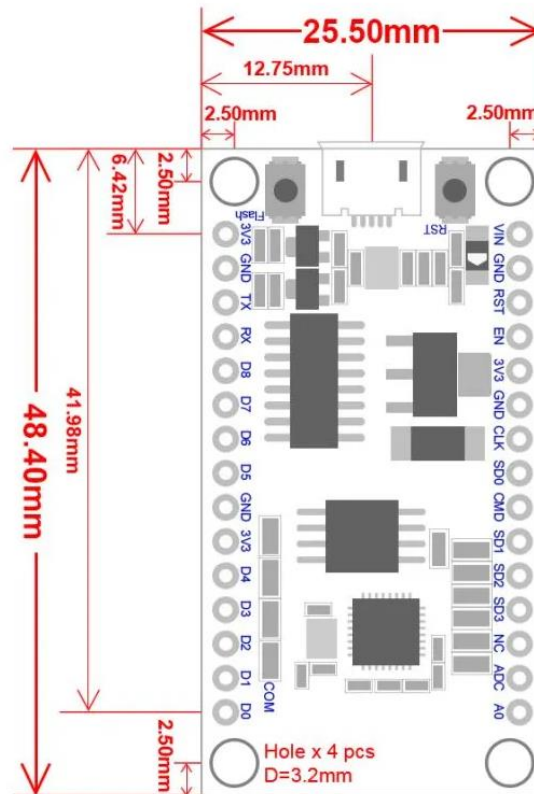 25.50mm
12.75mm
2.50mm
2.50mm
2.50mm
6.42mm
41.98mm
48.40mm
2.50mm
Flash
RST
3V3
GND
TX
RX
D8
D7
D6
D5
GND
3V3
D4
D3
D2
D1
D0
COM
VIN
GND
RST
EN
3V3
GND
CLK
SD0
CMD
SD1
SD2
SD3
NC
ADC
A0
Hole x 4 pcs
D=3.2mm